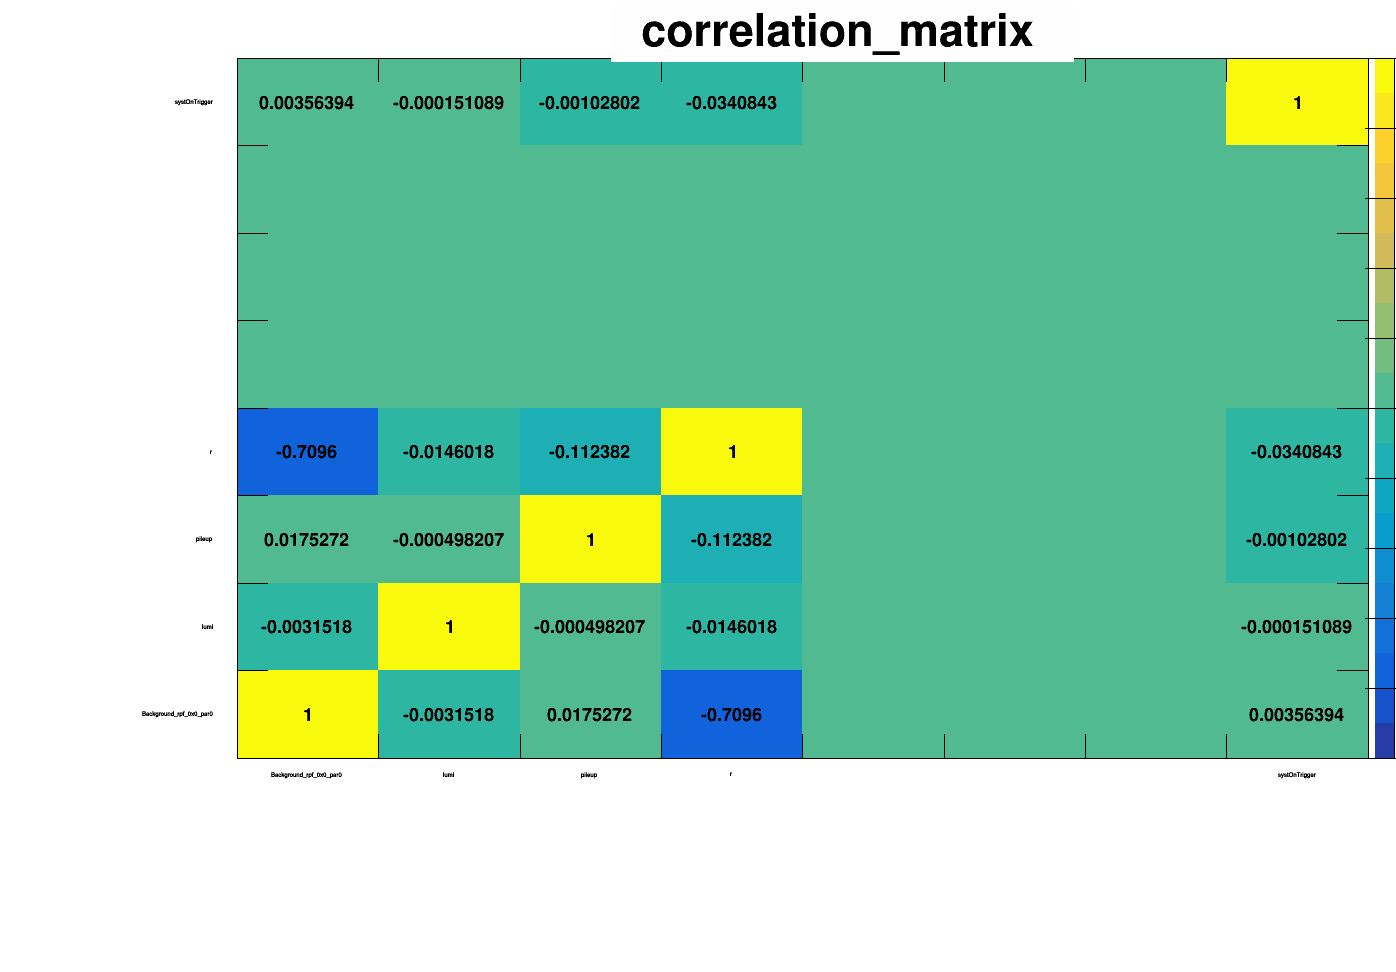 correlation_matrix
systOnTrigger 0.00356394 -0.000151089 -0.00102802 -0.0340843 1
r -0.7096 -0.0146018 -0.112382 1 -0.0340843
pileup 0.0175272 -0.000498207 1 -0.112382 -0.00102802
lumi -0.0031518 1 -0.000498207 -0.0146018 -0.000151089
Background_rpf_0x0_par0 1 -0.0031518 0.0175272 -0.7096 0.00356394
Background_rpf_0x0_par0 lumi pileup r systOnTrigger